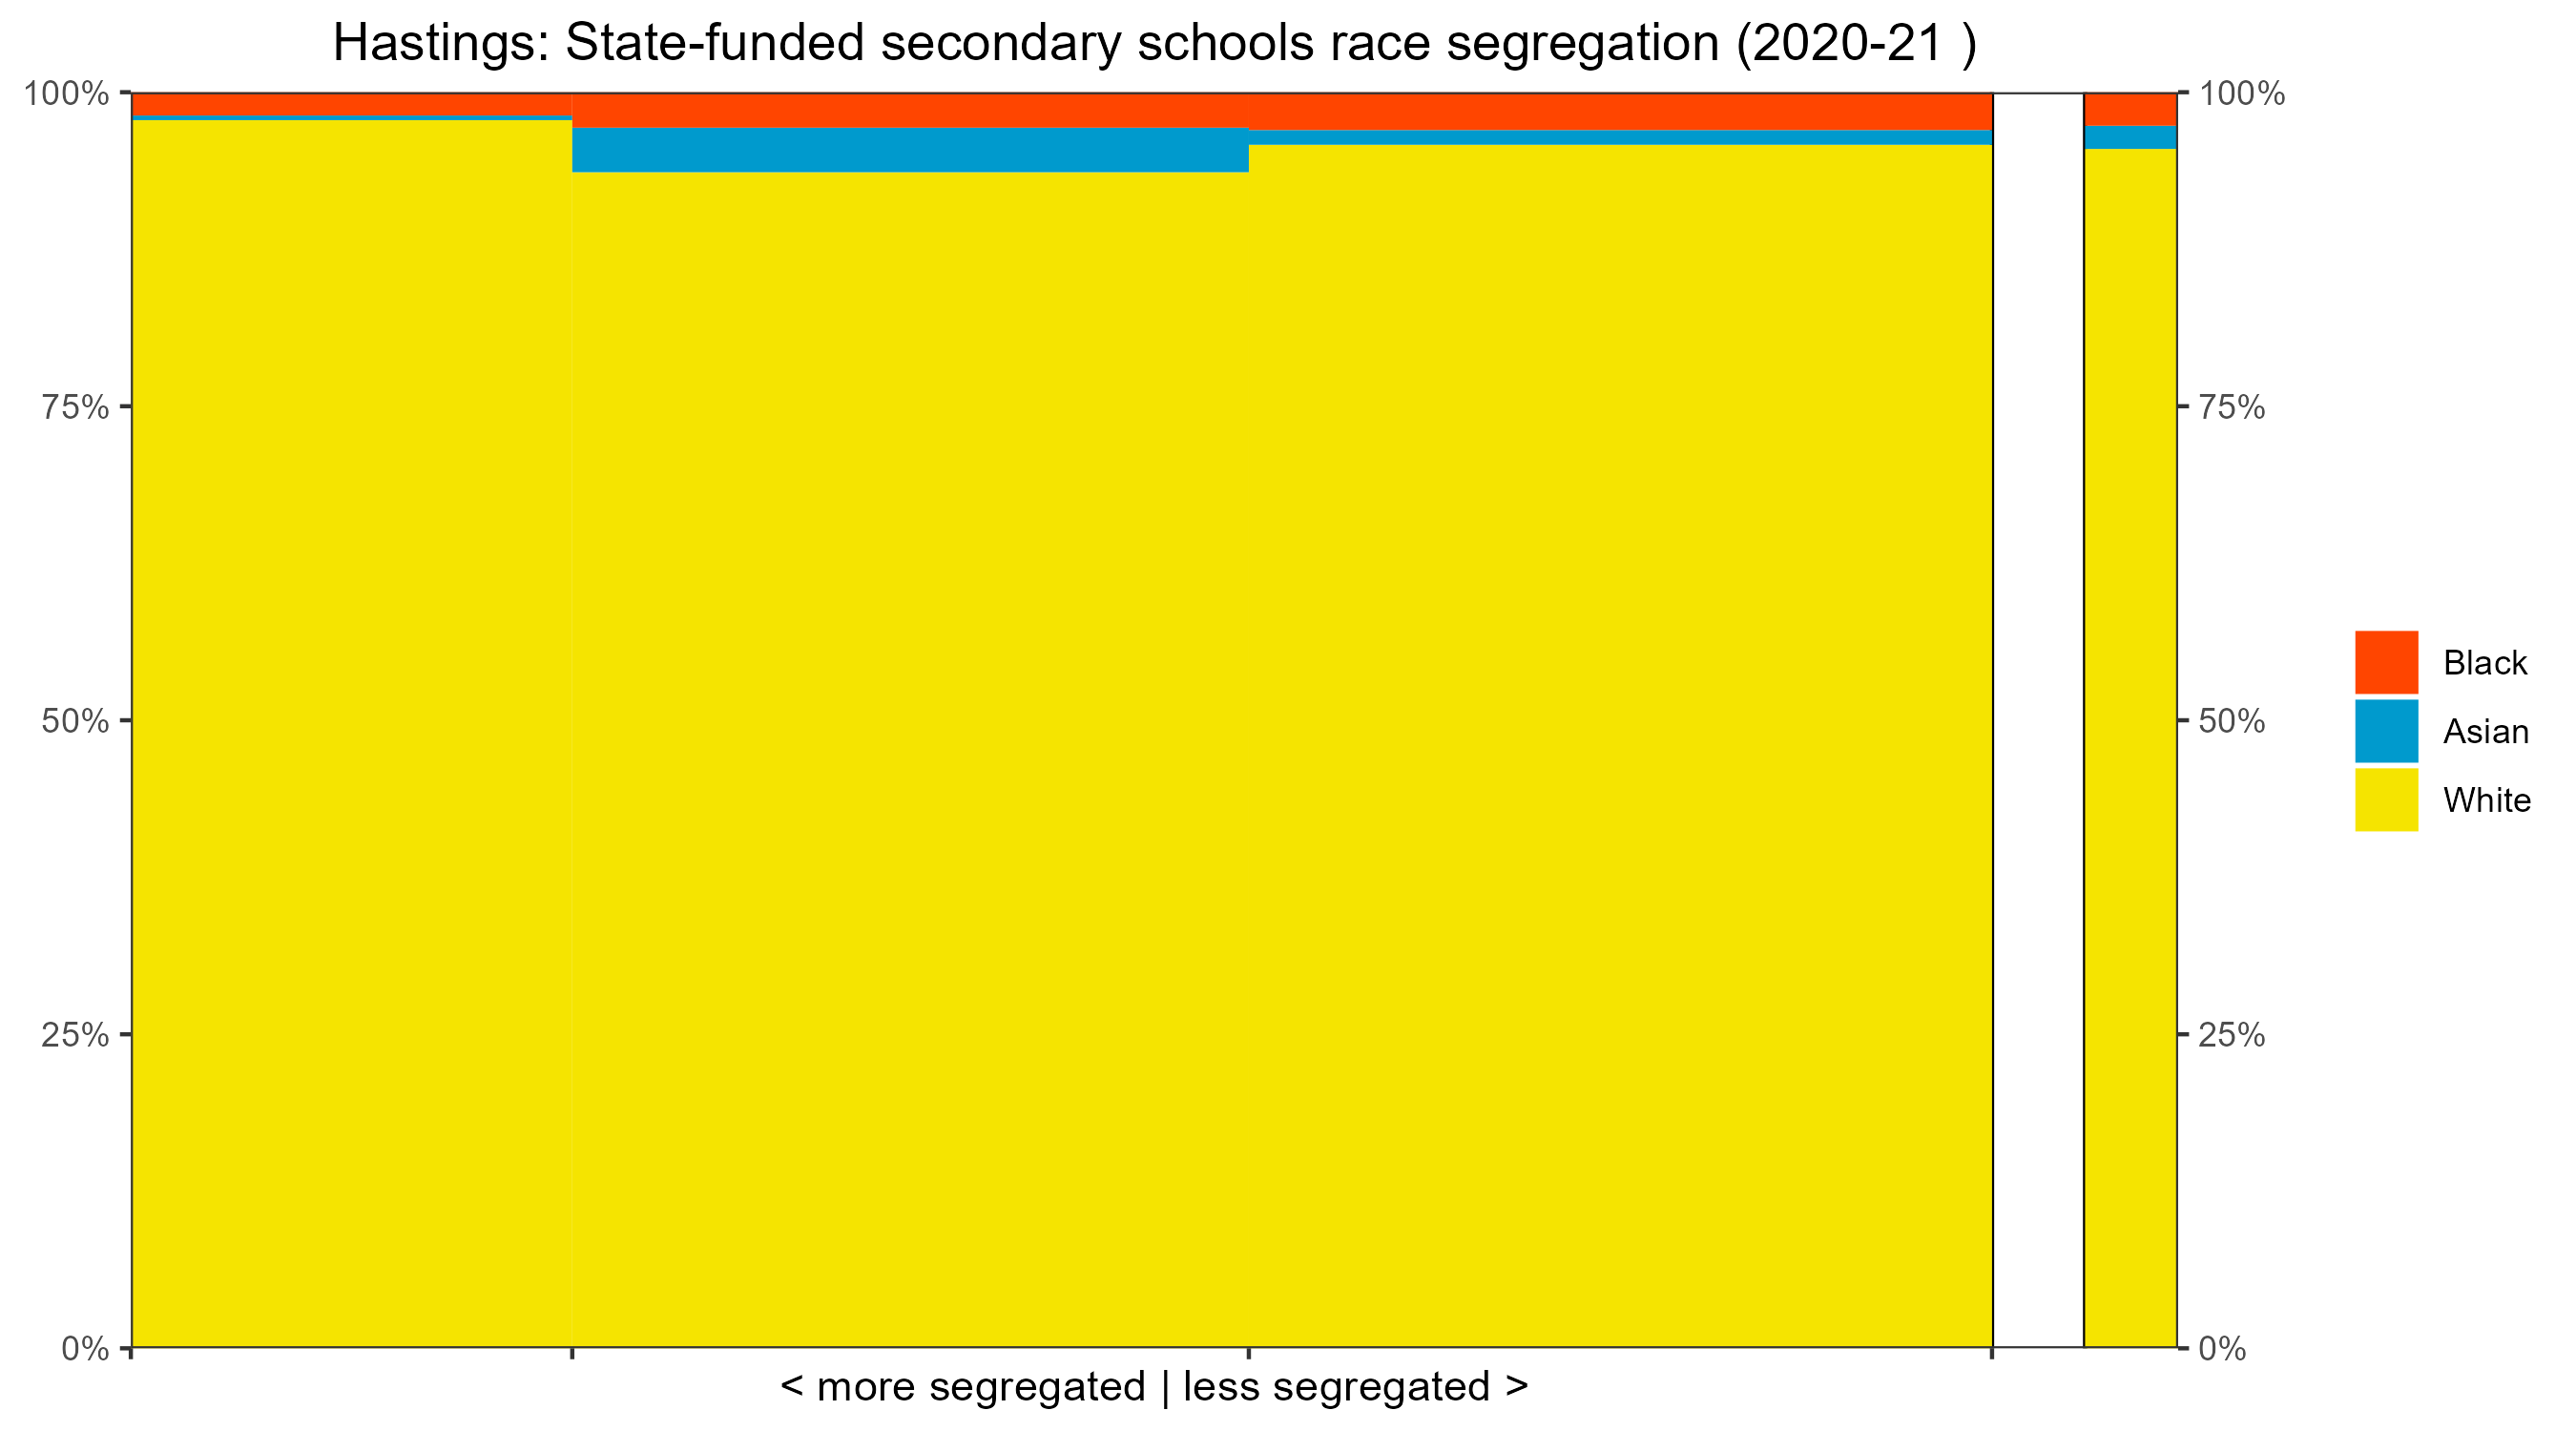 Hastings: State-funded secondary schools race segregation (2020-21 )
100%
75%
50%
25%
0%
100%
75%
50%
25%
0%
Black
Asian
White
< more segregated | less segregated >